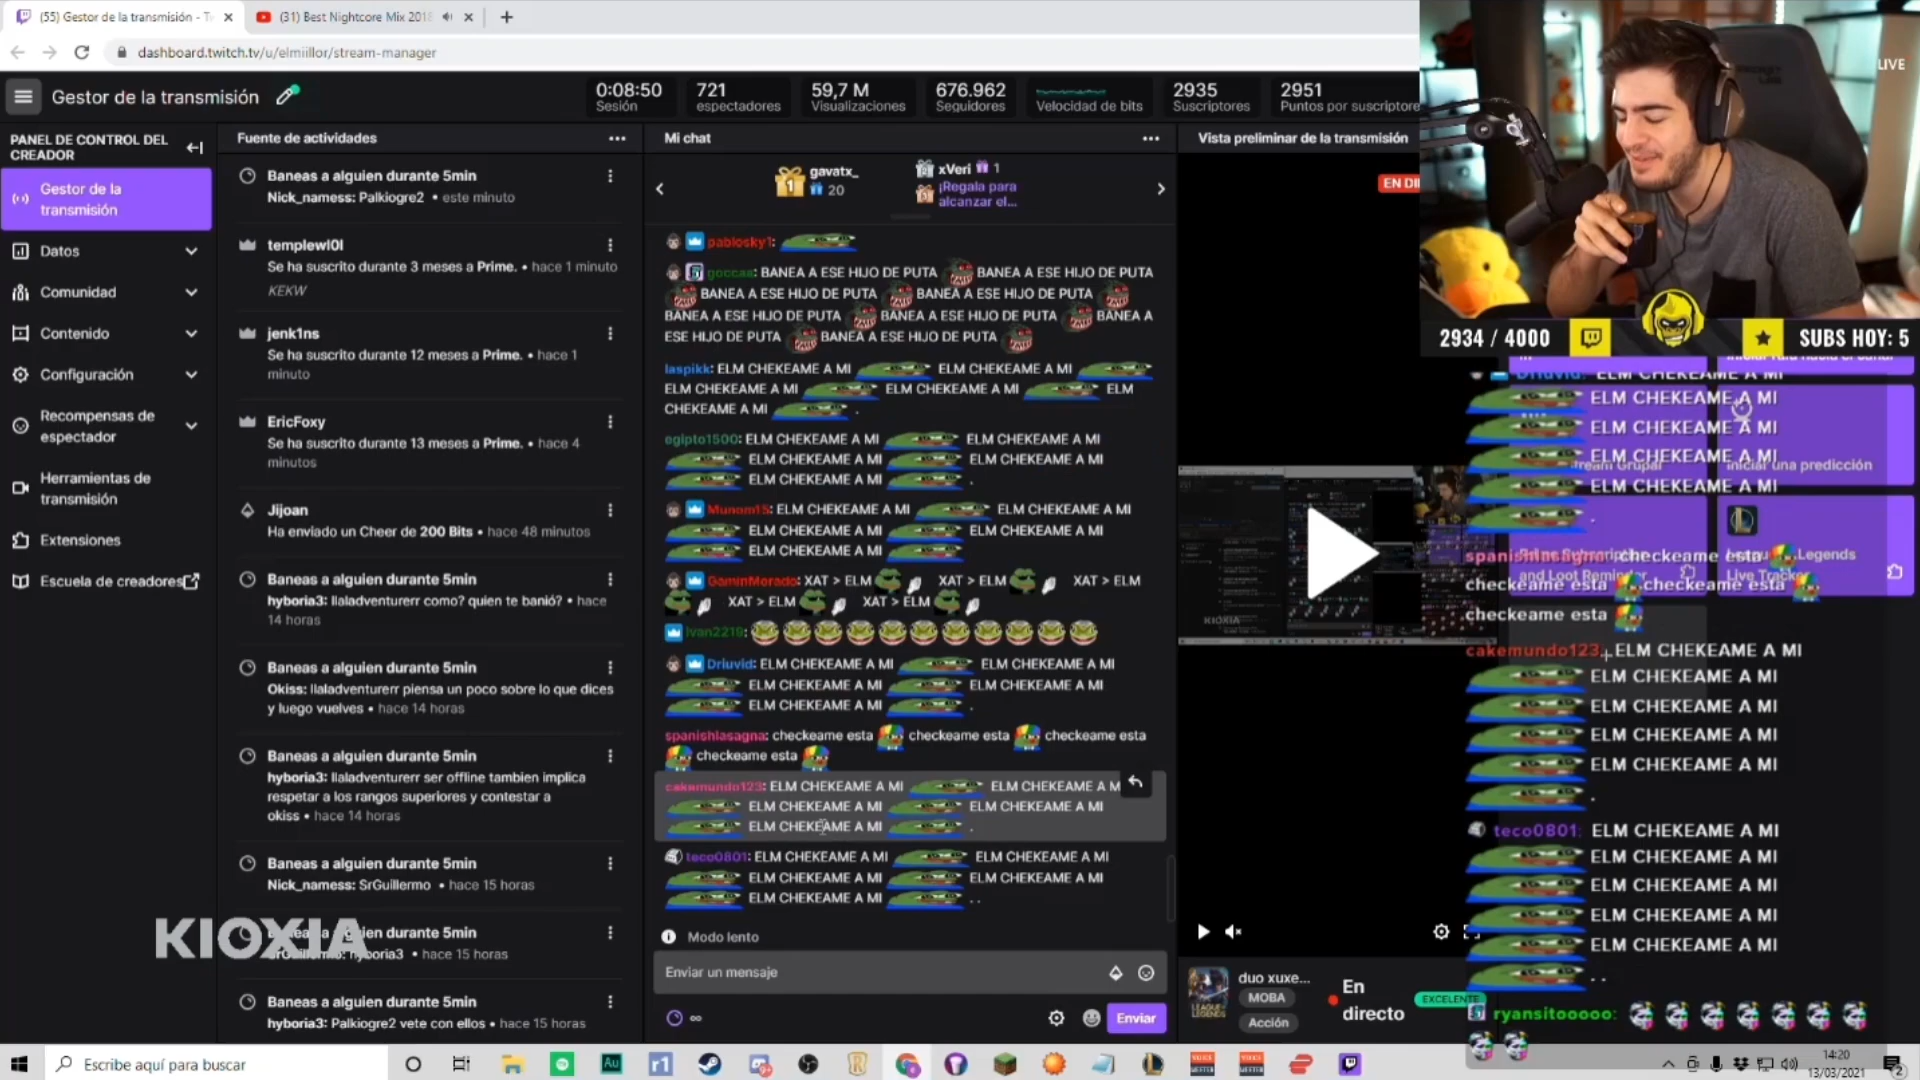 (55) Gestor de la transmisión - T
(31) Best Nightcore Mix 2018
dashboard.twitch.tv/u/elmiillor/stream-manager
Gestor de la transmisión
0:08:50
Sesión
721
espectadores
59,7 M
Visualizaciones
676.962
Seguidores
Velocidad de bits
2935
Suscriptores
2951
Puntos por suscriptore
LIVE
PANEL DE CONTROL DEL
CREADOR
Gestor de la
transmisión
Datos
Comunidad
Contenido
Configuración
Recompensas de
espectador
Herramientas de
transmisión
Extensiones
Escuela de creadores
Fuente de actividades
Baneas a alguien durante 5min
Nick_namess: Palkiogre2 • este minuto
templewl0l
Se ha suscrito durante 3 meses a Prime. • hace 1 minuto
KEKW
jenk1ns
Se ha suscrito durante 12 meses a Prime. • hace 1
minuto
EricFoxy
Se ha suscrito durante 13 meses a Prime. • hace 4
minutos
Jijoan
Ha enviado un Cheer de 200 Bits • hace 48 minutos
Baneas a alguien durante 5min
hyboria3: llaladventurerr como? quien te banió? • hace
14 horas
Baneas a alguien durante 5min
Okiss: llaladventurerr piensa un poco sobre lo que dices
y luego vuelves • hace 14 horas
Baneas a alguien durante 5min
hyboria3: llaladventurerr ser offline tambien implica
respetar a los rangos superiores y contestar a
okiss • hace 14 horas
Baneas a alguien durante 5min
Nick_namess: SrGuillermo • hace 15 horas
KIOXIA
hyboria3 • hace 15 horas
Baneas a alguien durante 5min
hyboria3: Palkiogre2 vete con ellos • hace 15 horas
Mi chat
gavatx_
20
xVeri 1
¡Regala para
alcanzar el...
pablosky1:
goccaa: BANEA A ESE HIJO DE PUTA BANEA A ESE HIJO DE PUTA
BANEA A ESE HIJO DE PUTA BANEA A ESE HIJO DE PUTA
BANEA A ESE HIJO DE PUTA BANEA A ESE HIJO DE PUTA BANEA A
ESE HIJO DE PUTA BANEA A ESE HIJO DE PUTA
laspikk: ELM CHEKEAME A MI ELM CHEKEAME A MI
ELM CHEKEAME A MI ELM CHEKEAME A MI ELM
CHEKEAME A MI .
egipto1500: ELM CHEKEAME A MI ELM CHEKEAME A MI
ELM CHEKEAME A MI ELM CHEKEAME A MI
ELM CHEKEAME A MI .
Munom15: ELM CHEKEAME A MI ELM CHEKEAME A MI
ELM CHEKEAME A MI ELM CHEKEAME A MI
ELM CHEKEAME A MI
GaminMorado: XAT > ELM XAT > ELM XAT > ELM
XAT > ELM XAT > ELM
ivan2219:
Driuvid: ELM CHEKEAME A MI ELM CHEKEAME A MI
ELM CHEKEAME A MI ELM CHEKEAME A MI
ELM CHEKEAME A MI .
spanishlasagna: checkeame esta checkeame esta checkeame esta
checkeame esta
cakemundo123: ELM CHEKEAME A MI ELM CHEKEAME A M
ELM CHEKEAME A MI ELM CHEKEAME A MI
ELM CHEKEAME A MI .
teco0801: ELM CHEKEAME A MI ELM CHEKEAME A MI
ELM CHEKEAME A MI ELM CHEKEAME A MI
ELM CHEKEAME A MI . .
Modo lento
Enviar un mensaje
∞
Enviar
Vista preliminar de la transmisión
EN DI
KIOXIA
duo xuxe...
MOBA
Acción
En
directo
EXCELENTE
2934 / 4000
SUBS HOY: 5
Driuvid: ELM CHEKEAME A MI
ELM CHEKEAME A MI
ELM CHEKEAME A MI
ELM CHEKEAME A MI
ELM CHEKEAME A MI
.
Iniciar una predicción
spanishlasagna: checkeame esta
checkeame esta checkeame esta
checkeame esta
Legends
Live Tracker
and Loot Reminder
cakemundo123: ELM CHEKEAME A MI
ELM CHEKEAME A MI
ELM CHEKEAME A MI
ELM CHEKEAME A MI
ELM CHEKEAME A MI
.
teco0801: ELM CHEKEAME A MI
ELM CHEKEAME A MI
ELM CHEKEAME A MI
ELM CHEKEAME A MI
ELM CHEKEAME A MI
. .
ryansitooooo:
Escribe aquí para buscar
14:20
13/03/2021